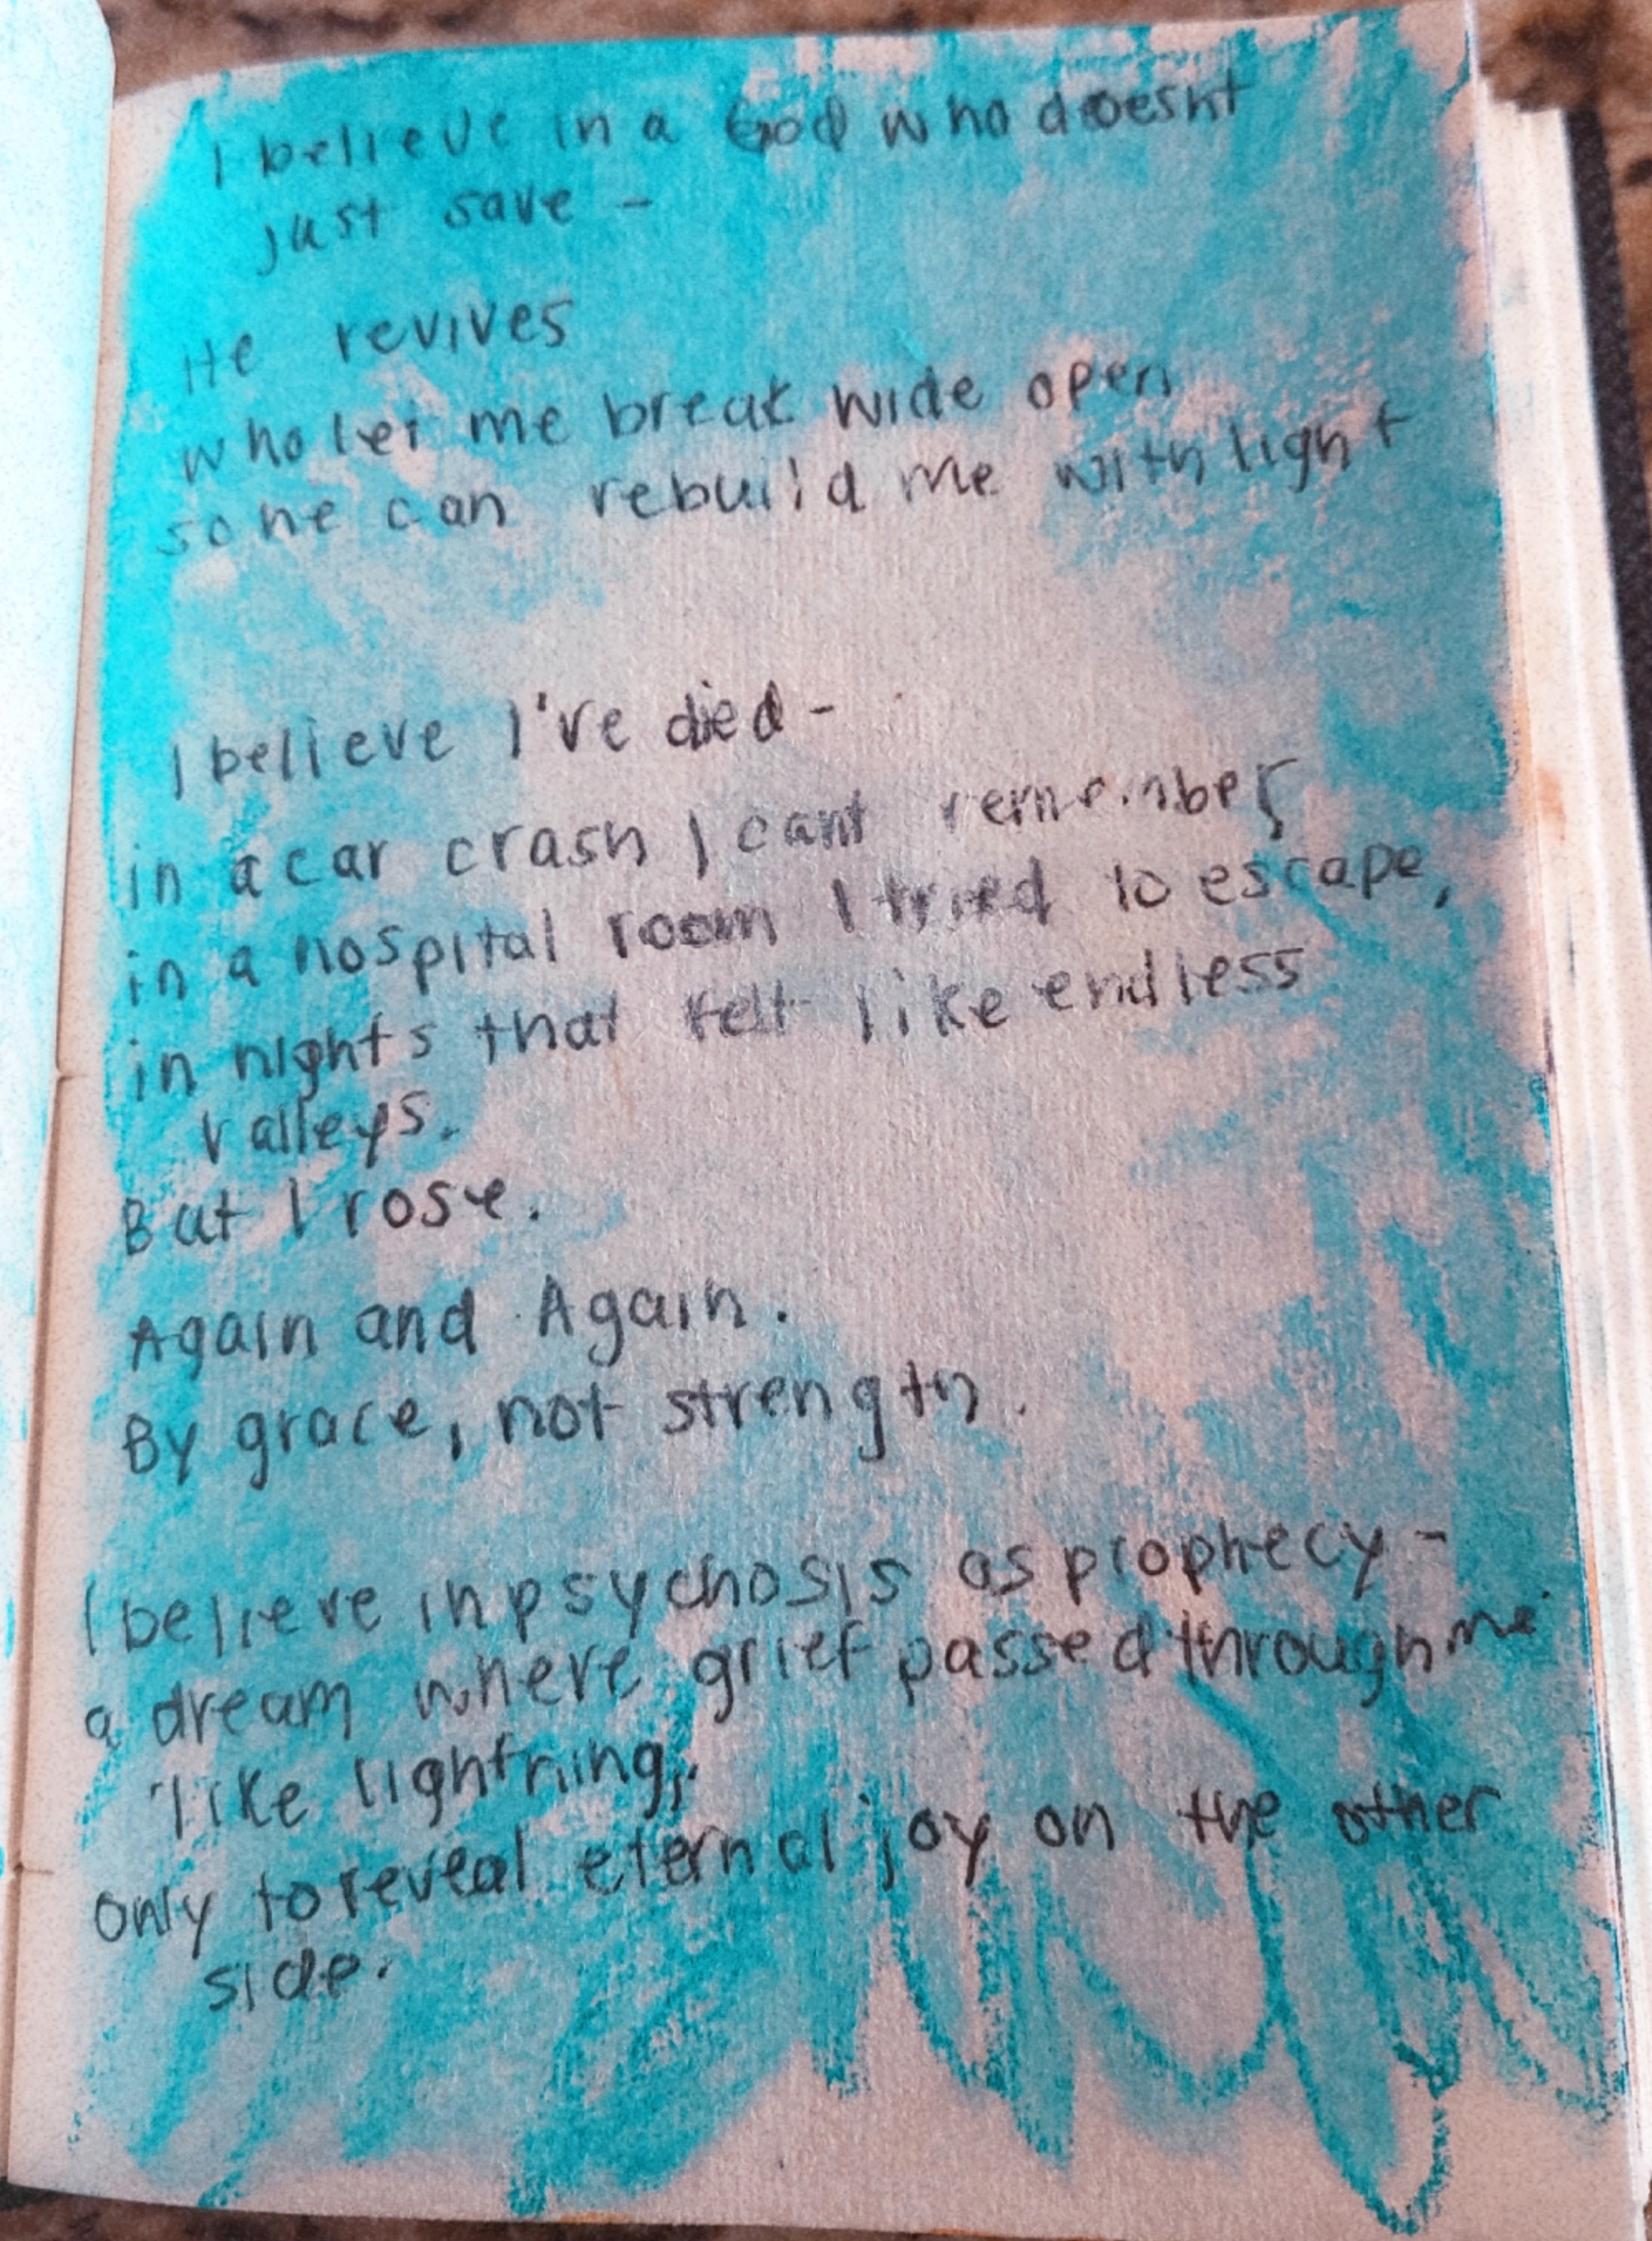 I believe in a God who doesnt
just save -
He revives
who let me break wide open
so he can rebuild me with light
I believe I've died -
in a car crash I cant remember,
in a hospital room I tried to escape,
in nights that felt like endless
valleys.
But I rose.
Again and Again.
By grace, not strength.
I believe in psychosis as prophecy -
a dream where grief passed through me
like lightning,
only to reveal eternal joy on the other
side.